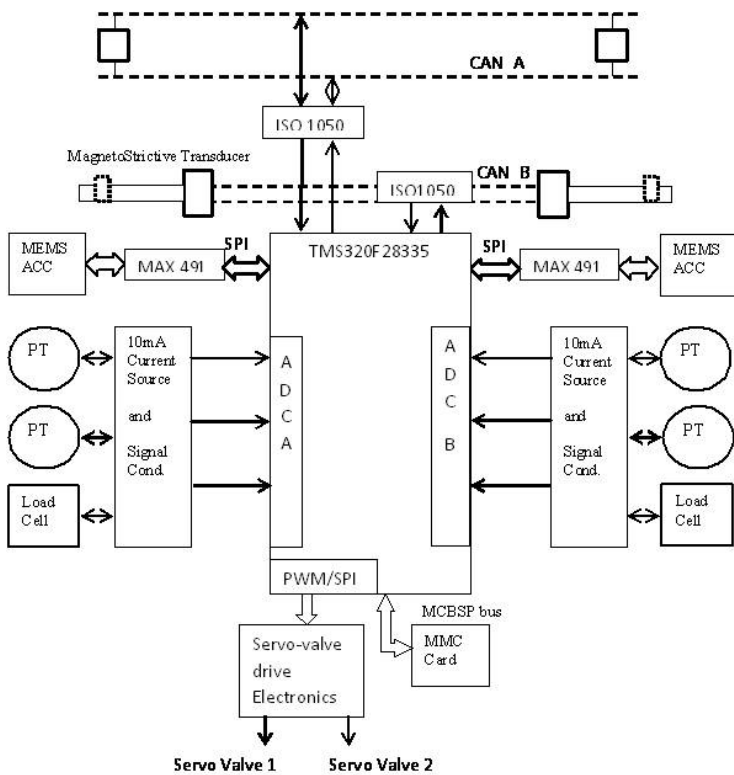 CAN A
ISO 1050
MagnetoStrictive Transducer
CAN B
ISO1050
MEMS
ACC
MAX 491
SPI
TMS320F28335
SPI
MAX 491
MEMS
ACC
PT
10mA
Current
Source
and
Signal
Cond.
A
D
C
A
A
D
C
B
10mA
Current
Source
and
Signal
Cond.
PT
PT
PT
Load
Cell
Load
Cell
PWM/SPI
MCBSP bus
Servo-valve
drive
Electronics
MMC
Card
Servo Valve 1
Servo Valve 2